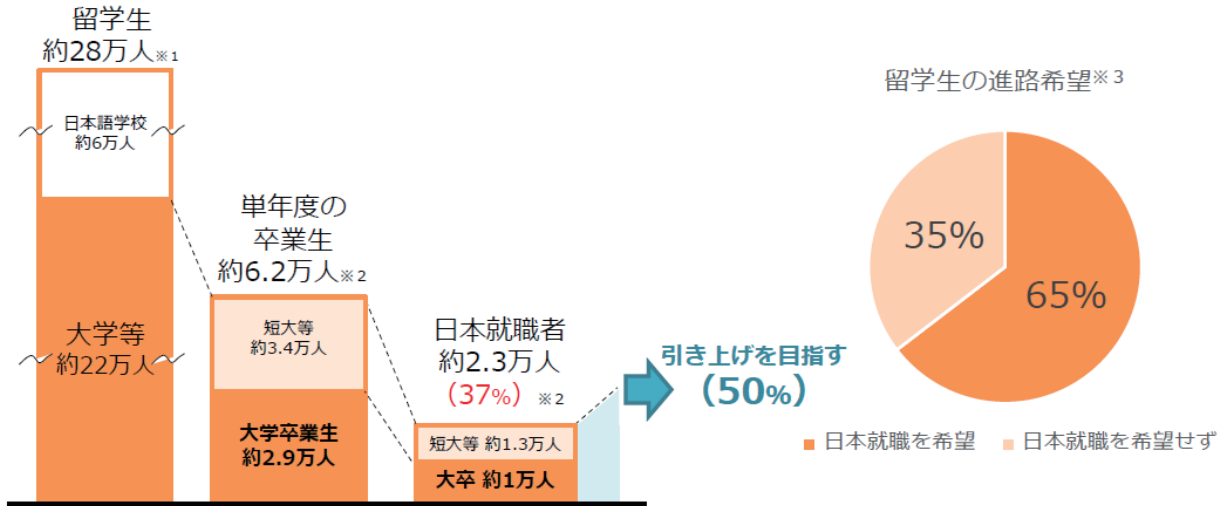 留学生
約28万人※1
日本語学校
約6万人
大学等
約22万人
単年度の
卒業生
約6.2万人※2
短大等
約3.4万人
大学卒業生
約2.9万人
日本就職者
約2.3万人
(37%) ※2
短大等 約1.3万人
大卒 約1万人
引き上げを目指す
(50%)
留学生の進路希望※3
35%
65%
日本就職を希望
日本就職を希望せず